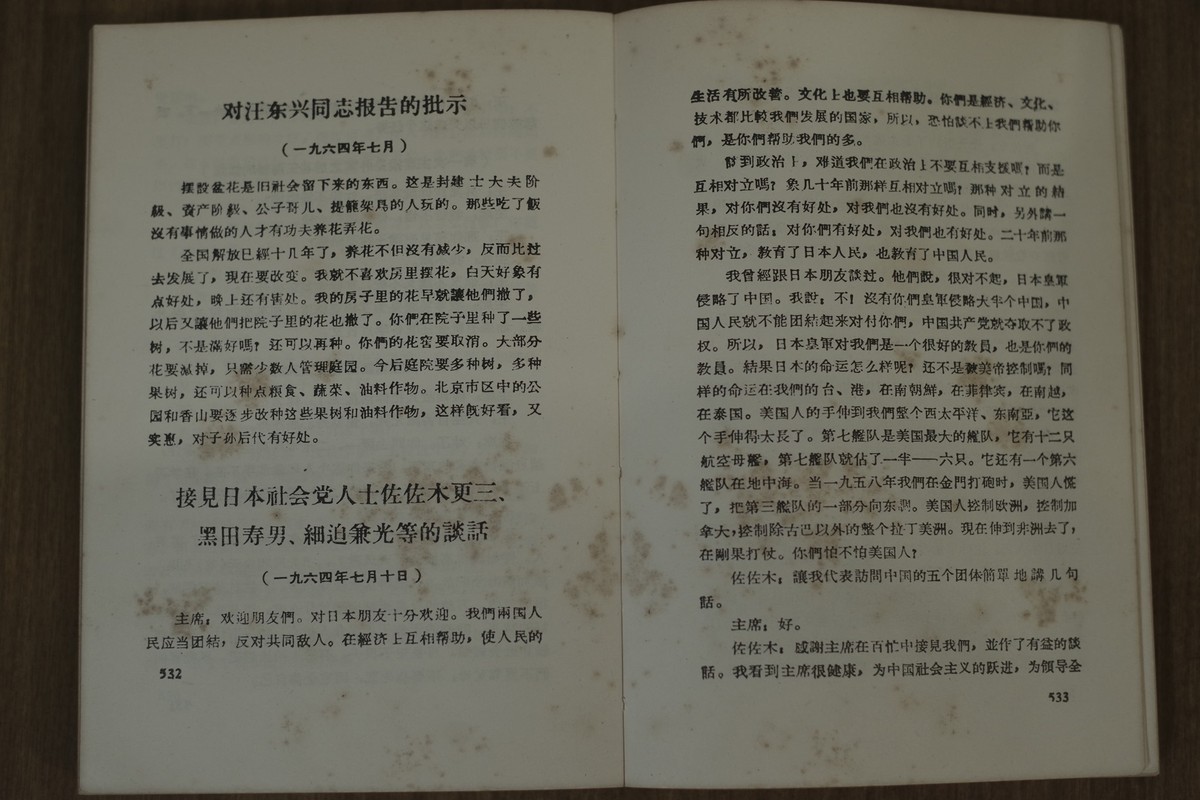 对汪东兴同志报告的批示
（一九六四年七月）
摆設盆花是旧社会留下来的东西。这是封建士大夫阶
級、資产阶級、公子哥儿、提籠架鳥的人玩的。那些吃了飯
沒有事情做的人才有功夫养花弄花。
全国解放已經十几年了，养花不但沒有减少，反而比过
去发展了，現在要改变。我就不喜欢房里摆花，白天好象有
点好处，晚上还有害处。我的房子里的花早就讓他們撤了，
以后又讓他們把院子里的花也撤了。你們在院子里种了一些
树，不是滿好嗎？还可以再种。你們的花窖要取消。大部分
花要减掉，只需少数人管理庭园。今后庭院要多种树，多种
果树，还可以种点粮食、蔬菜、油料作物。北京市区中的公
园和香山要逐步改种这些果树和油料作物，这样既好看，又
实惠，对子孙后代有好处。
接見日本社会党人士佐佐木更三、
黑田寿男、細迫兼光等的談話
（一九六四年七月十日）
主席：欢迎朋友們。对日本朋友十分欢迎。我們兩国人
民应当团結，反对共同敌人。在經济上互相帮助，使人民的
532
生活有所改善。文化上也要互相帮助。你們是經济、文化、
技术都比較我們发展的国家，所以，恐怕談不上我們帮助你
們，是你們帮助我們的多。
談到政治上，难道我們在政治上不要互相支援嗎？而是
互相对立嗎？象几十年前那样互相对立嗎？那种对立的結
果，对你們沒有好处，对我們也沒有好处。同时，另外講一
句相反的話：对你們有好处，对我們也有好处。二十年前那
种对立，教育了日本人民，也教育了中国人民。
我曾經跟日本朋友談过。他們說，很对不起，日本皇軍
侵略了中国。我說：不！沒有你們皇軍侵略大半个中国，中
国人民就不能团結起来对付你們，中国共产党就夺取不了政
权。所以，日本皇軍对我們是一个很好的教員，也是你們的
教員。結果日本的命运怎么样呢？还不是被美帝控制嗎？同
样的命运在我們的台、港，在南朝鮮，在菲律宾，在南越，
在泰国。美国人的手伸到我們整个西太平洋、东南亚，它这
个手伸得太長了。第七艦队是美国最大的艦队，它有十二只
航空母艦，第七艦队就佔了一半——六只。它还有一个第六
艦队在地中海。当一九五八年我們在金門打砲时，美国人慌
了，把第三艦队的一部分向东調。美国人控制欧洲，控制加
拿大，控制除古巴以外的整个拉丁美洲。現在伸到非洲去了，
在剛果打仗。你們怕不怕美国人？
佐佐木：讓我代表訪問中国的五个团体簡單地講几句
話。
主席：好。
佐佐木：感謝主席在百忙中接見我們，並作了有益的談
話。我看到主席很健康，为中国社会主义的跃进，为領导全
533